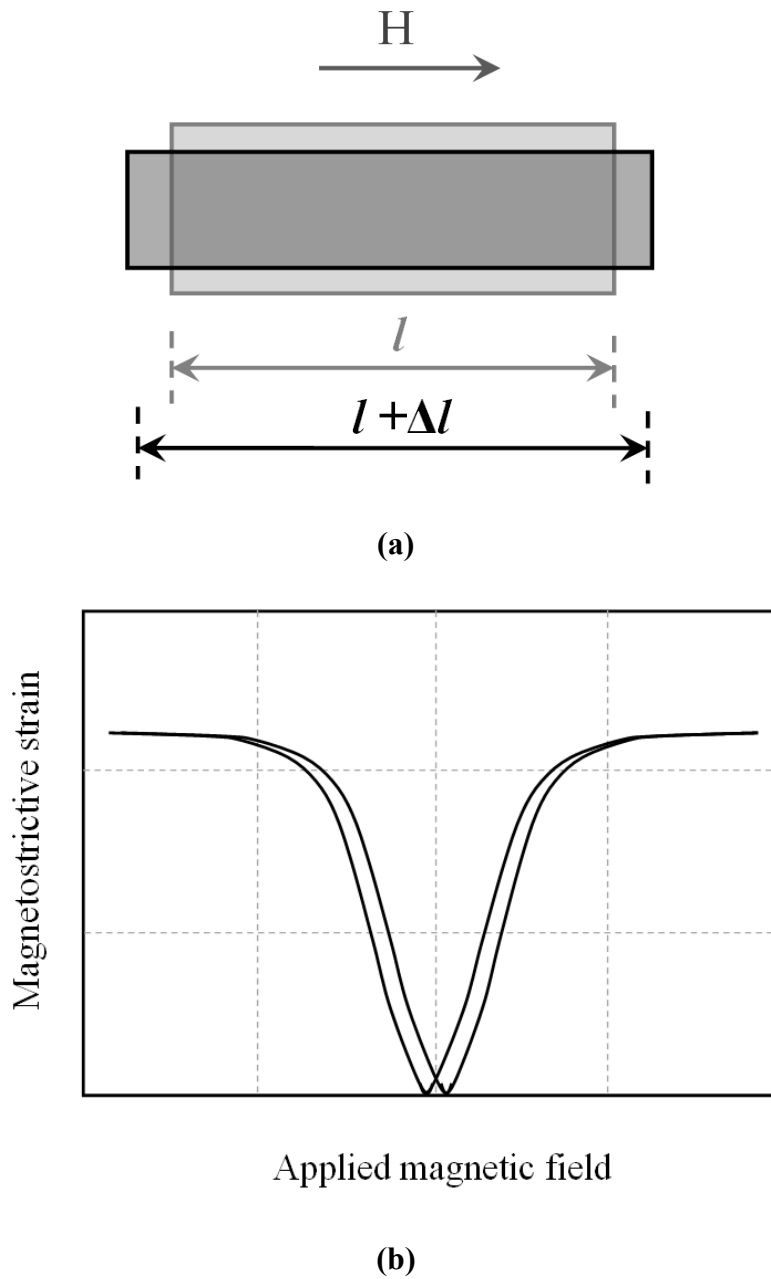 H
l
l +Δl
(a)
Magnetostrictive strain
Applied magnetic field
(b)